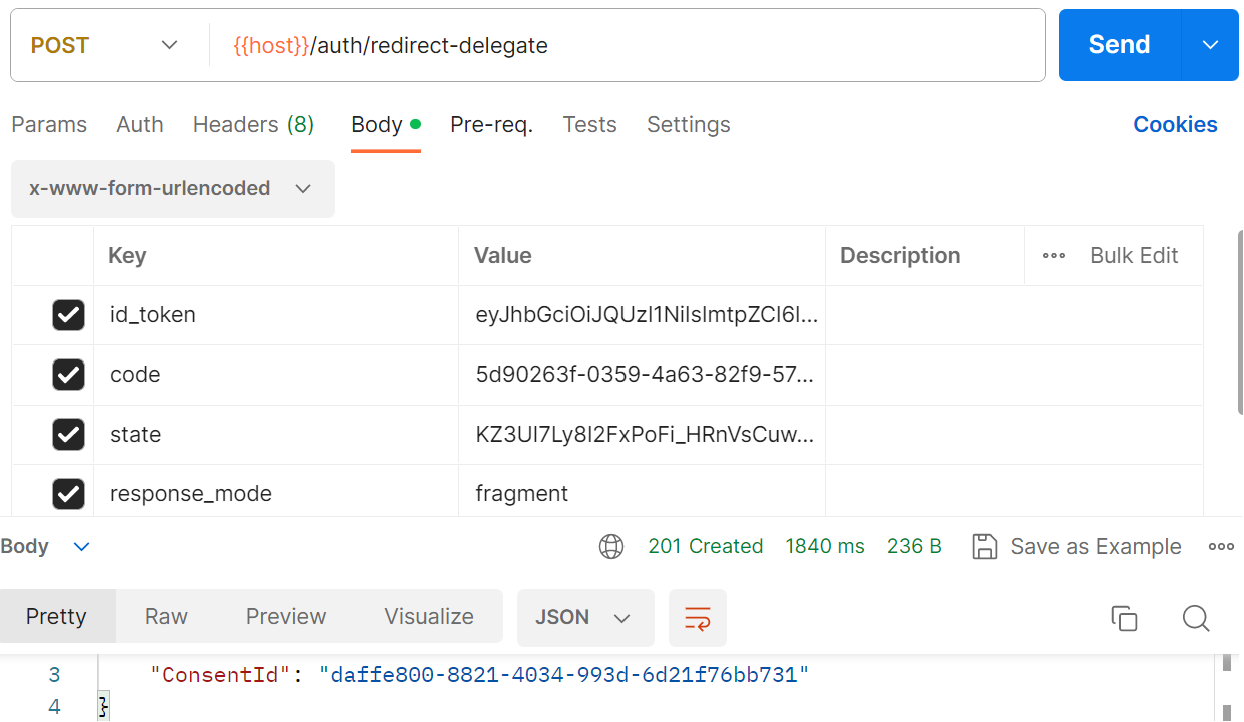 POST {{host}}/auth/redirect-delegate Send
Params Auth Headers (8) Body Pre-req. Tests Settings Cookies
x-www-form-urlencoded
Key Value Description ooo Bulk Edit
id_token eyJhbGciOiJQUzI1NiIsImtpZCI6I...
code 5d90263f-0359-4a63-82f9-57...
state KZ3UI7Ly8I2FxPoFi_HRnVsCuw...
response_mode fragment
Body 201 Created 1840 ms 236 B Save as Example ooo
Pretty Raw Preview Visualize JSON
3 "ConsentId": "daffe800-8821-4034-993d-6d21f76bb731"
4 }